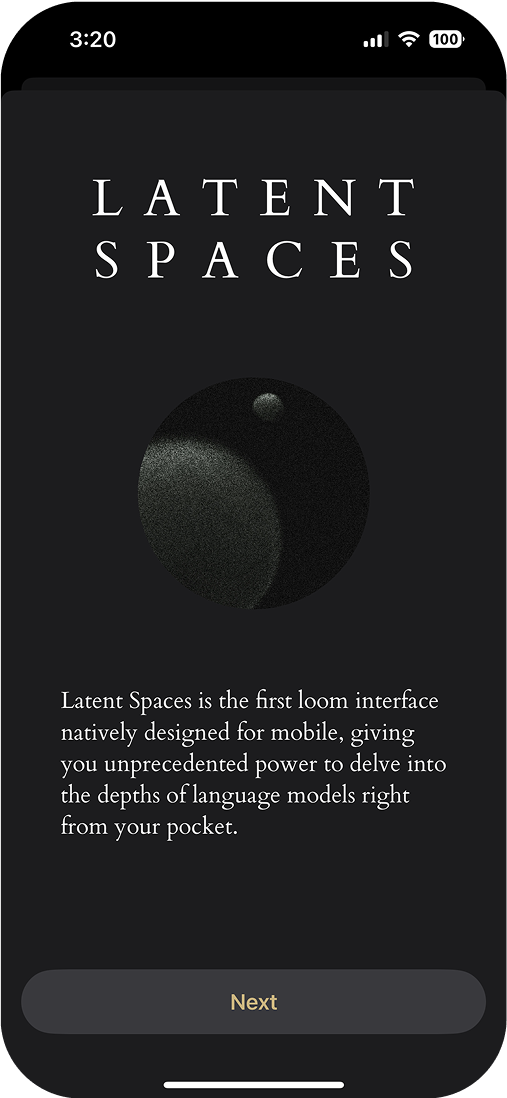 3:20
100
LATENT
SPACES
Latent Spaces is the first loom interface
natively designed for mobile, giving
you unprecedented power to delve into
the depths of language models right
from your pocket.
Next